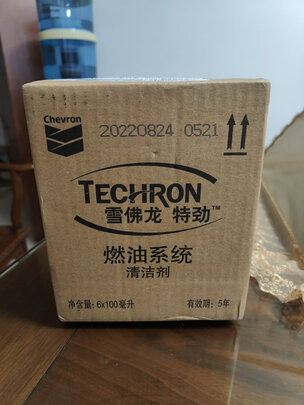 Chevron
20220824 0521
TECHRON
雪佛龙 特劲™
燃油系统
清洁剂
净含量: 6x100毫升 有效期: 5年